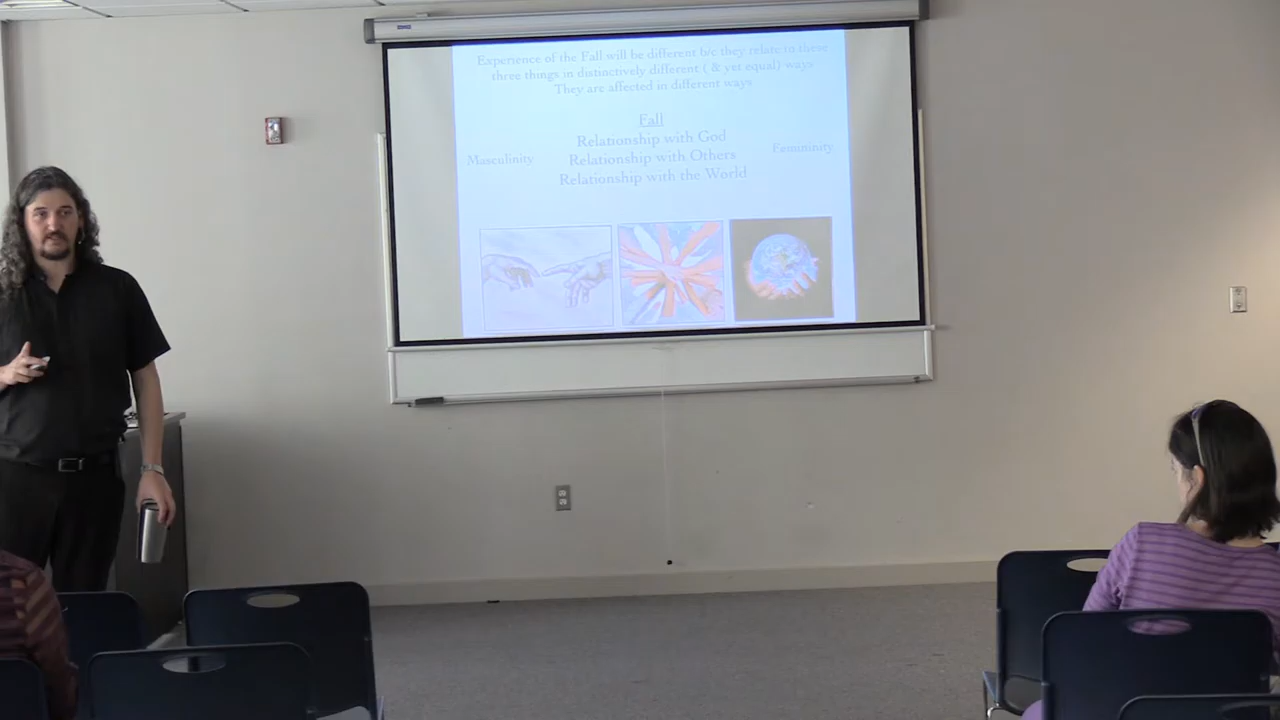 Experience of the Fall will be different b/c they relate in these
three things in distinctively different ( & yet equal) ways
They are affected in different ways
Fall
Relationship with God
Masculinity
Relationship with Others
Femininity
Relationship with the World